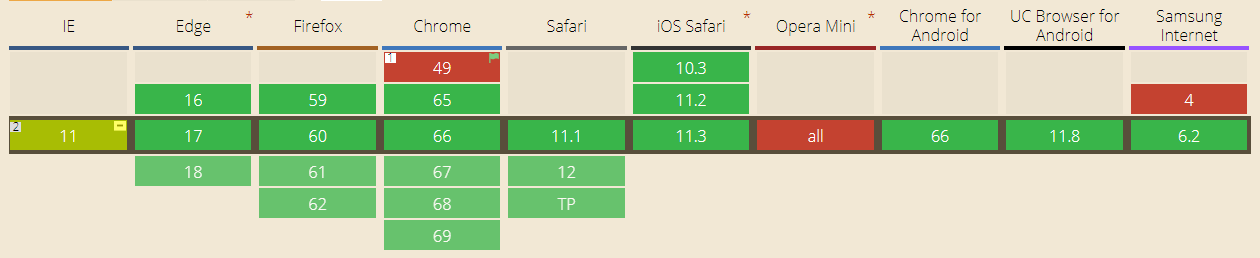 IE Edge * Firefox Chrome Safari iOS Safari * Opera Mini * Chrome for Android UC Browser for Android Samsung Internet
1 49 10.3
16 59 65 11.2 4
2 11 - 17 60 66 11.1 11.3 all 66 11.8 6.2
18 61 67 12
62 68 TP
69